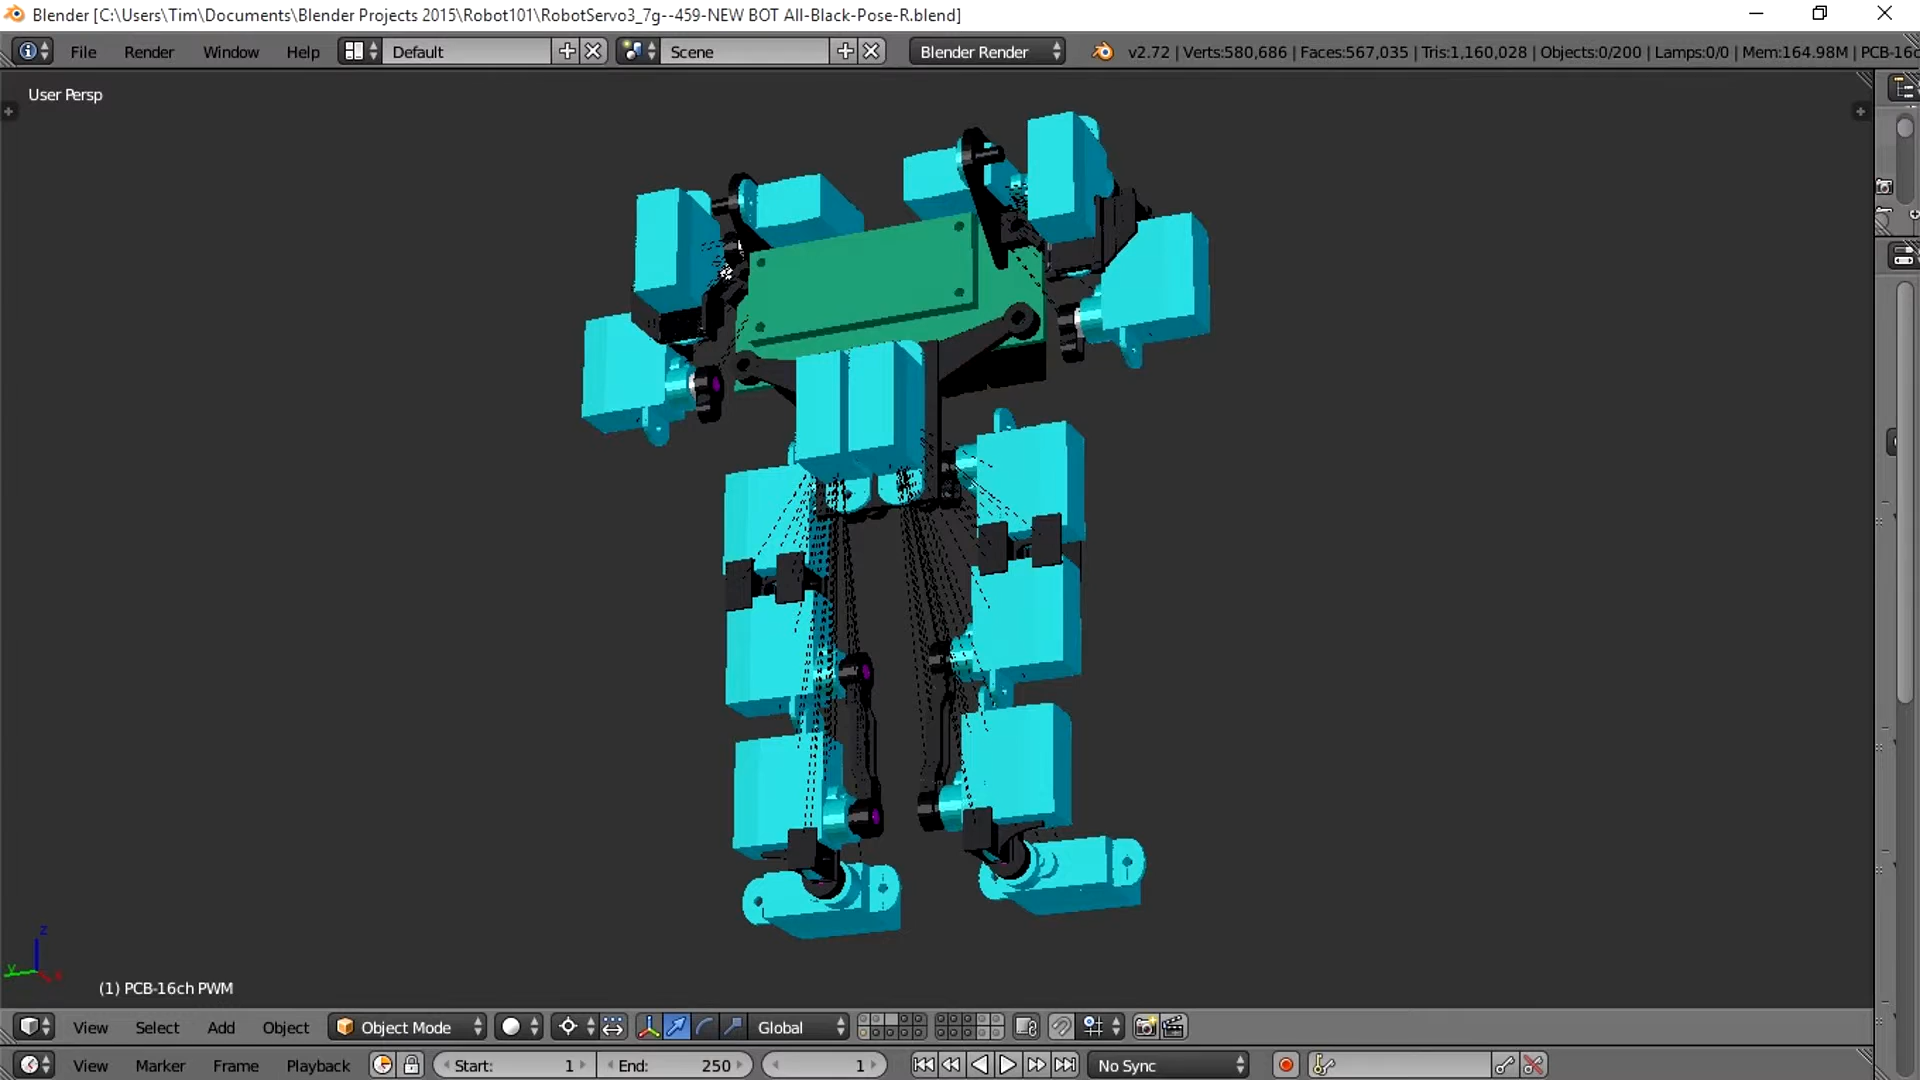 Blender [C:\Users\Tim\Documents\Blender Projects 2015\Robot101\RobotServo3_7g--459-NEW BOT All-Black-Pose-R.blend]
File Render Window Help Default Scene Blender Render v2.72 | Verts:580,686 | Faces:567,035 | Tris:1,160,028 | Objects:0/200 | Lamps:0/0 | Mem:164.98M | PCB-16c
User Persp
z
y
x
(1) PCB-16ch PWM
View Select Add Object Object Mode Global
View Marker Frame Playback Start: 1 End: 250 1 No Sync